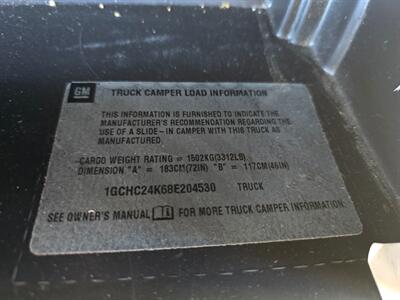 GM TRUCK CAMPER LOAD INFORMATION
THIS INFORMATION IS FURNISHED TO INDICATE THE
MANUFACTURER'S RECOMMENDATION REGARDING THE
USE OF A SLIDE - IN CAMPER WITH THIS TRUCK AS
MANUFACTURED.
CARGO WEIGHT RATING = 1502KG(3312LB)
DIMENSION "A" = 183CM(72IN) "B" = 117CM(46IN)
1GCHC24K68E204530 TRUCK
SEE OWNER'S MANUAL FOR MORE TRUCK CAMPER INFORMATION.